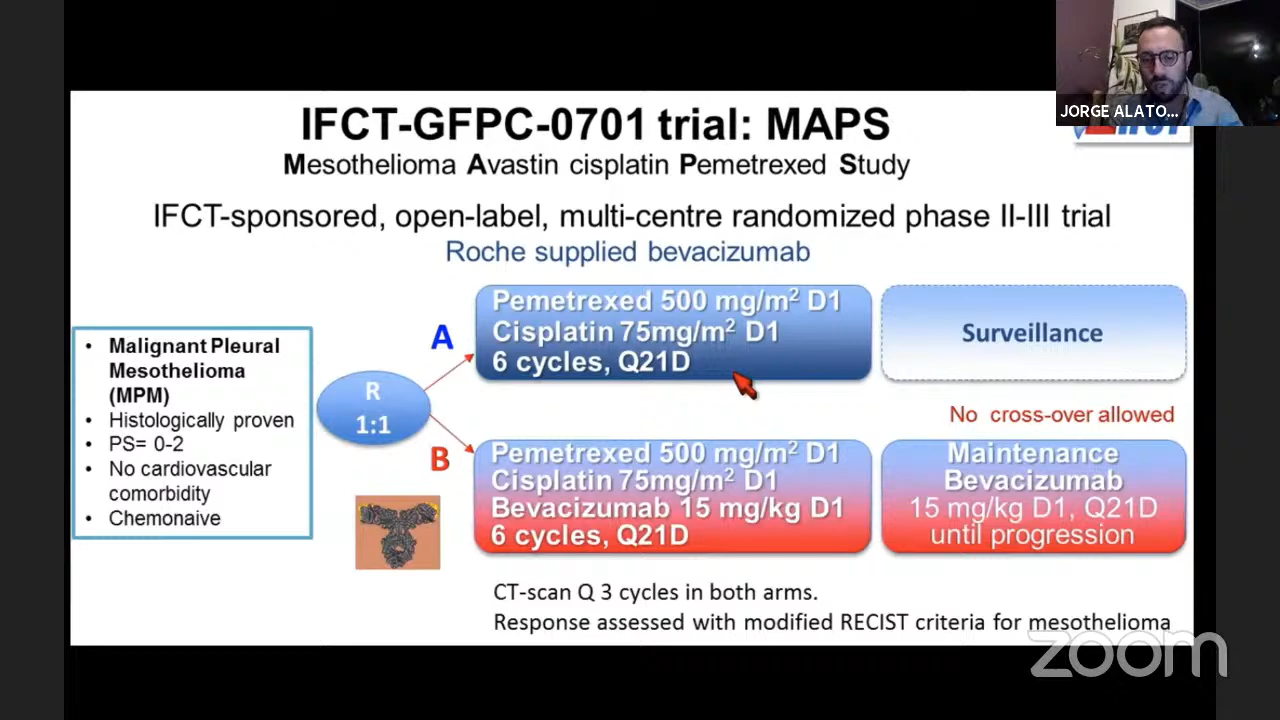 JORGE ALATO...
IFCT-GFPC-0701 trial: MAPS
Mesothelioma Avastin cisplatin Pemetrexed Study
IFCT-sponsored, open-label, multi-centre randomized phase II-III trial
Roche supplied bevacizumab
• Malignant Pleural
Mesothelioma
(MPM)
• Histologically proven
• PS= 0-2
• No cardiovascular
comorbidity
• Chemonaive
R
1:1
A
Pemetrexed 500 mg/m² D1
Cisplatin 75mg/m² D1
6 cycles, Q21D
Surveillance
No cross-over allowed
B
Pemetrexed 500 mg/m² D1
Cisplatin 75mg/m² D1
Bevacizumab 15 mg/kg D1
6 cycles, Q21D
Maintenance
Bevacizumab
15 mg/kg D1, Q21D
until progression
CT-scan Q 3 cycles in both arms.
Response assessed with modified RECIST criteria for mesothelioma
zoom